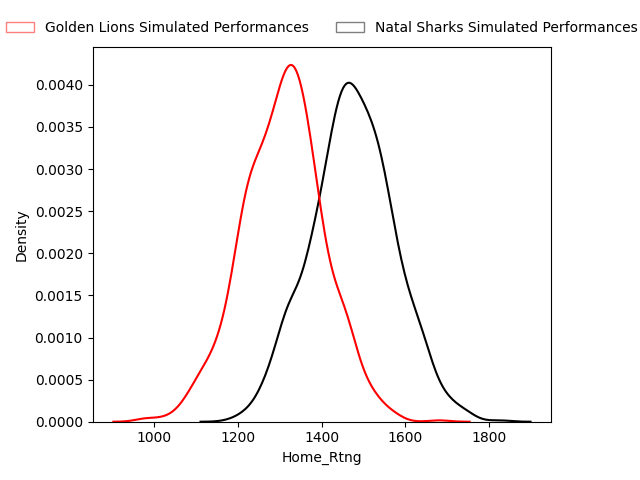 Golden Lions Simulated Performances
Natal Sharks Simulated Performances
0.0040
0.0035
0.0030
0.0025
0.0020
0.0015
0.0010
0.0005
0.0000
Density
1000 1200 1400 1600 1800
Home_Rtng